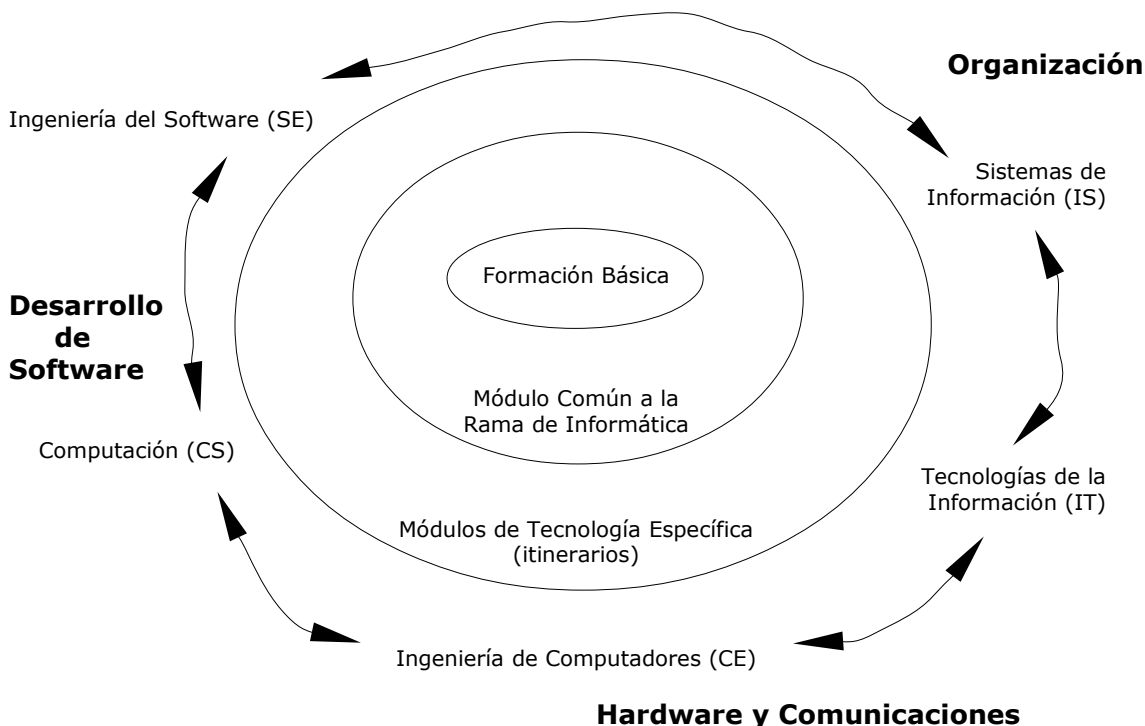 Organización
Ingeniería del Software (SE)
Sistemas de
Información (IS)
Formación Básica
Desarrollo
de
Software
Módulo Común a la
Rama de Informática
Computación (CS)
Tecnologías de la
Información (IT)
Módulos de Tecnología Específica
(itinerarios)
Ingeniería de Computadores (CE)
Hardware y Comunicaciones